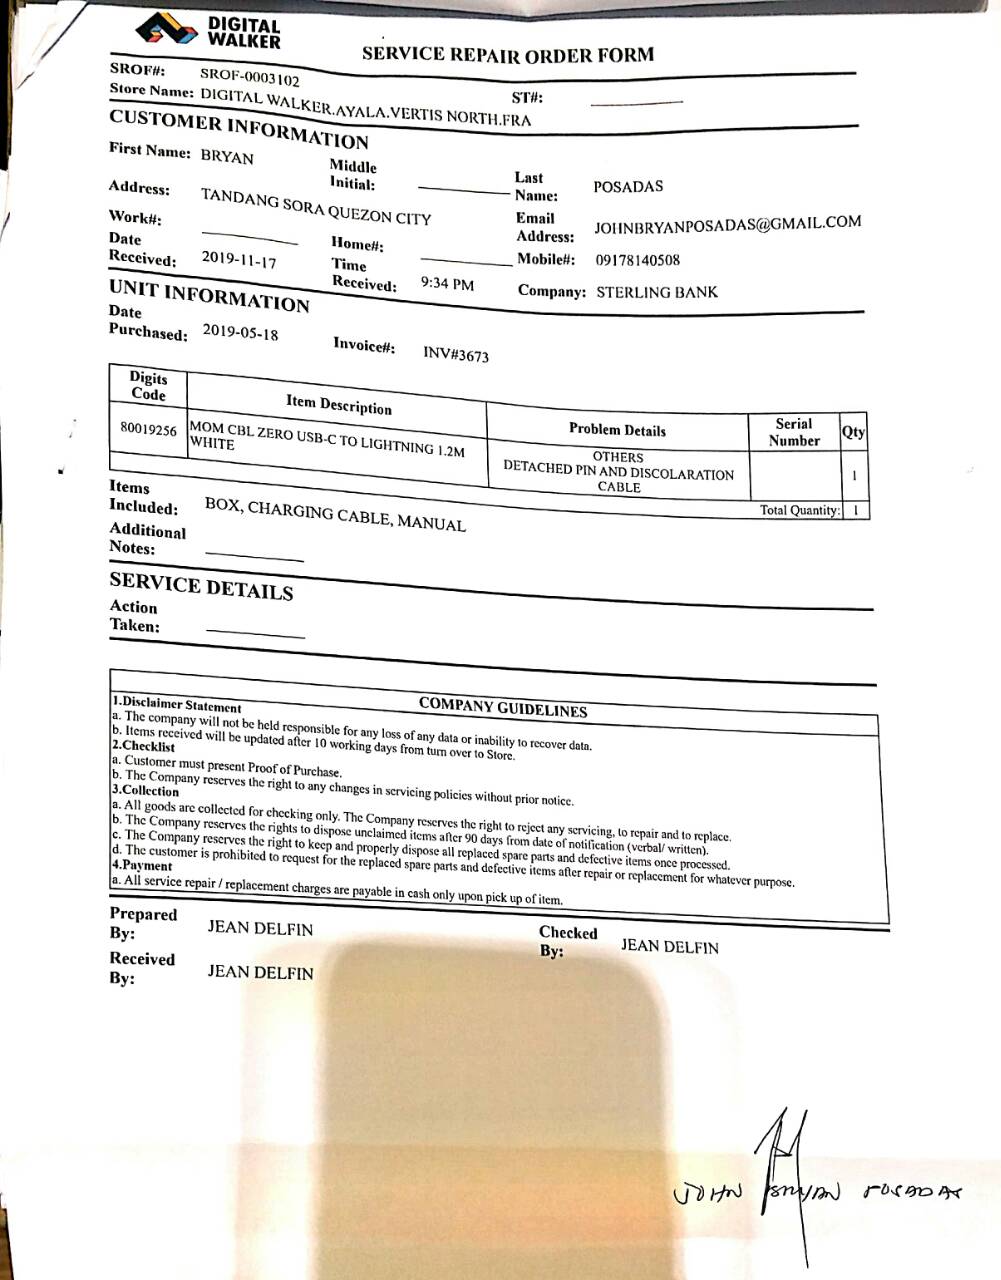 DIGITAL
WALKER
SERVICE REPAIR ORDER FORM
SROF#: SROF-0003102
Store Name: DIGITAL WALKER.AYALA.VERTIS NORTH.FRA ST#:
CUSTOMER INFORMATION
First Name: BRYAN Middle Initial: Last Name: POSADAS
Address: TANDANG SORA QUEZON CITY Email Address: JOHNBRYANPOSADAS@GMAIL.COM
Work#: Home#: Mobile#: 09178140508
Date Received: 2019-11-17 Time Received: 9:34 PM Company: STERLING BANK
UNIT INFORMATION
Date Purchased: 2019-05-18 Invoice#: INV#3673
Digits Code Item Description Problem Details Serial Number Qty
80019256 MOM CBL ZERO USB-C TO LIGHTNING 1.2M WHITE OTHERS DETACHED PIN AND DISCOLARATION CABLE 1
Total Quantity: 1
Items Included: BOX, CHARGING CABLE, MANUAL
Additional Notes:
SERVICE DETAILS
Action Taken:
COMPANY GUIDELINES
1.Disclaimer Statement
a. The company will not be held responsible for any loss of any data or inability to recover data.
b. Items received will be updated after 10 working days from turn over to Store.
2.Checklist
a. Customer must present Proof of Purchase.
b. The Company reserves the right to any changes in servicing policies without prior notice.
3.Collection
a. All goods are collected for checking only. The Company reserves the right to reject any servicing, to repair and to replace.
b. The Company reserves the rights to dispose unclaimed items after 90 days from date of notification (verbal/ written).
c. The Company reserves the right to keep and properly dispose all replaced spare parts and defective items once processed.
d. The customer is prohibited to request for the replaced spare parts and defective items after repair or replacement for whatever purpose.
4.Payment
a. All service repair / replacement charges are payable in cash only upon pick up of item.
Prepared By: JEAN DELFIN Checked By: JEAN DELFIN
Received By: JEAN DELFIN
JOHN BRYAN POSADAS